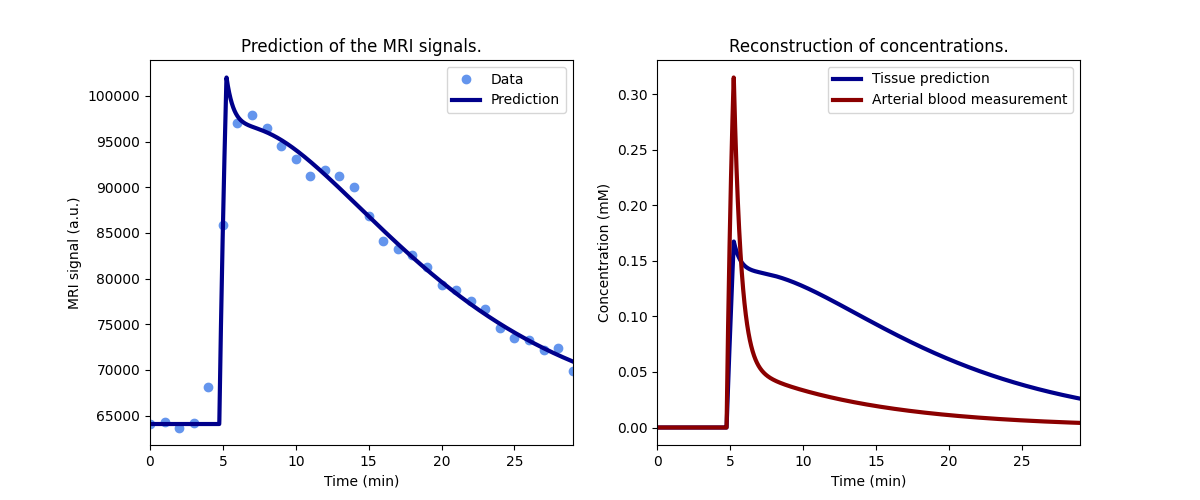 Prediction of the MRI signals.
MRI signal (a.u.)
100000
95000
90000
85000
80000
75000
70000
65000
0 5 10 15 20 25
Time (min)
Data
Prediction
Reconstruction of concentrations.
Concentration (mM)
0.30
0.25
0.20
0.15
0.10
0.05
0.00
0 5 10 15 20 25
Time (min)
Tissue prediction
Arterial blood measurement